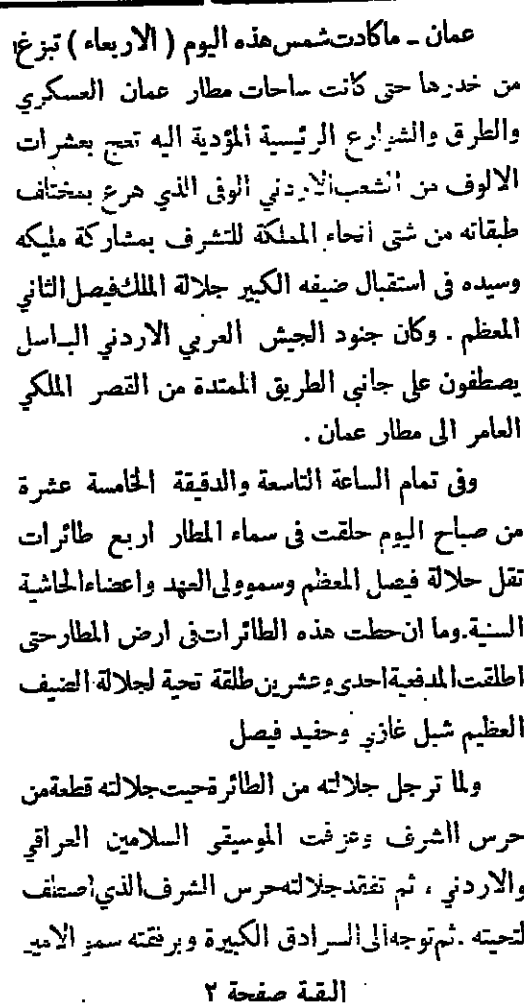 عمان ـ ماكادت شمس هذه اليوم ( الاربعاء ) تبزغ
من خدرها حتى كانت ساحات مطار عمان العسكري
والطرق والشوارع الرئيسية المؤدية اليه تعج بعشرات
الالوف من الشعب الاردني الوفى الذي هرع بمختلف
طبقاته من شتى انحاء المملكة للتشرف بمشاركة مليكه
وسيده فى استقبال ضيفه الكبير جلالة الملك فيصل الثاني
المعظم . وكان جنود الجيش العربي الاردني الباسل
يصطفون على جانبى الطريق الممتدة من القصر الملكي
العامر الى مطار عمان .
وفى تمام الساعة التاسعة والدقيقة الخامسة عشرة
من صباح اليوم حلقت فى سماء المطار اربع طائرات
تقل جلالة فيصل المعظم وسمو ولى العهد واعضاء الحاشية
السنية. وما ان حطت هذه الطائرات فى ارض المطار حتى
اطلقت المدفعية احدى وعشرين طلقة تحية لجلالة الضيف
العظيم شبل غازي وحفيد فيصل
ولما ترجل جلالته من الطائرة حيت جلالته قطعة من
حرس االشرف وعزفت الموسيقى السلامين العراقي
والاردني ، ثم تفقد جلالته حرس الشرف الذي اصطف
لتحيته . ثم توجه الى السرادق الكبيرة وبرفقته سمو الامير
البقة صفحة ٢